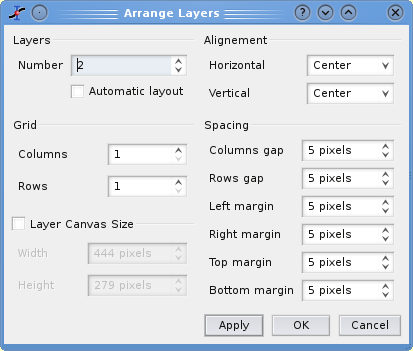 Arrange Layers
Layers
Number 2
Automatic layout
Grid
Columns 1
Rows 1
Layer Canvas Size
Width 444 pixels
Height 279 pixels
Alignement
Horizontal Center
Vertical Center
Spacing
Columns gap 5 pixels
Rows gap 5 pixels
Left margin 5 pixels
Right margin 5 pixels
Top margin 5 pixels
Bottom margin 5 pixels
Apply OK Cancel